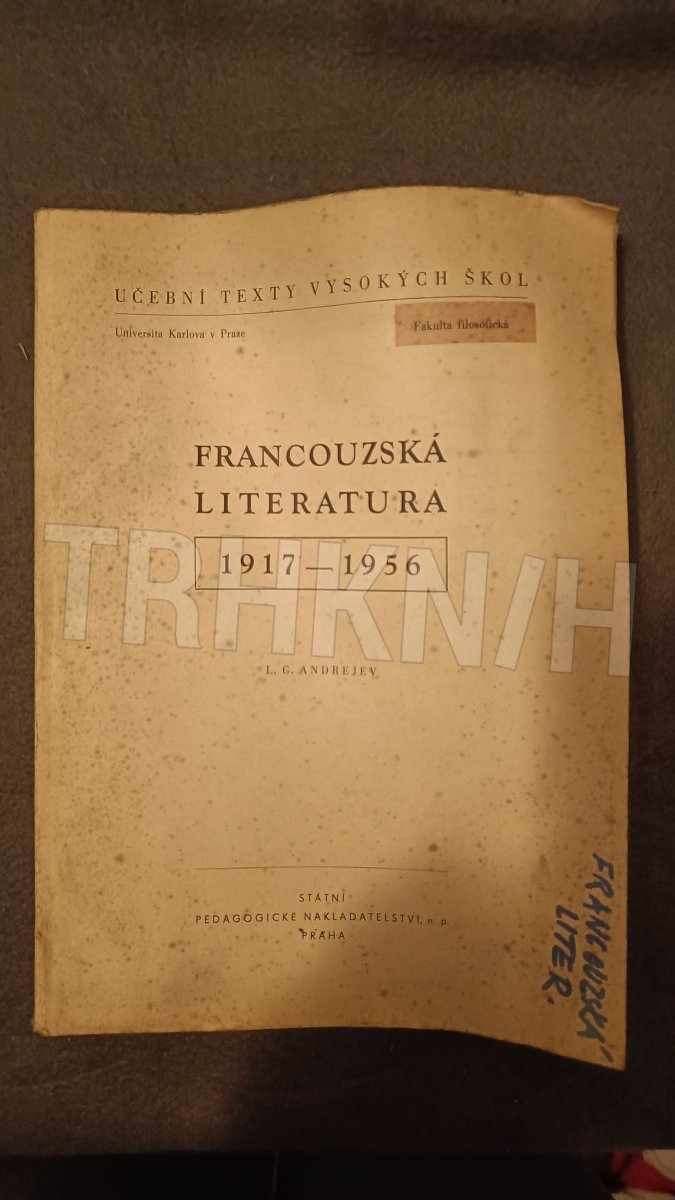 UČEBNÍ TEXTY VYSOKÝCH ŠKOL
Universita Karlova v Praze
Fakulta filosofická
FRANCOUZSKÁ
LITERATURA
1917 — 1956
TRHKN/H
L. G. ANDREJEV
STÁTNÍ
PEDAGOGICKÉ NAKLADATELSTVÍ, n. p.
PRAHA
FRANCOUZSKÁ
LITER.